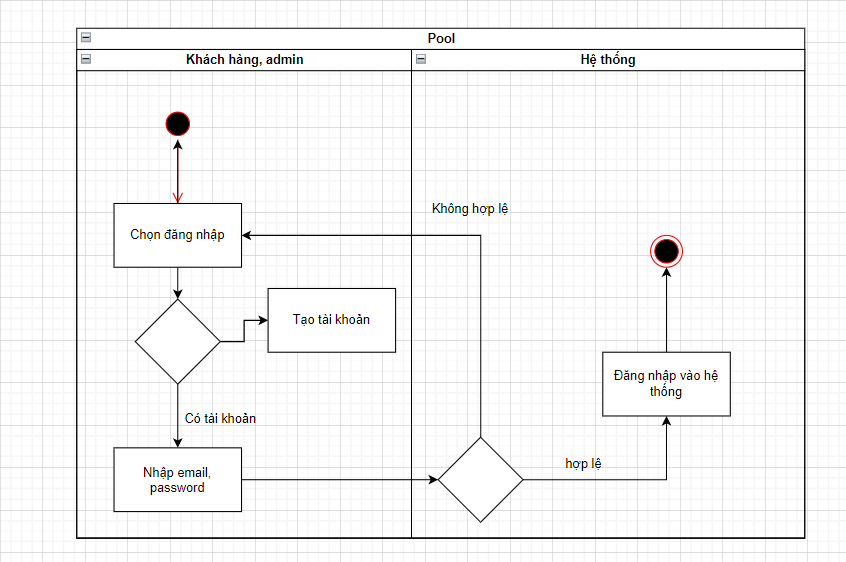 Pool
Khách hàng, admin
Hệ thống
Không hợp lệ
Chọn đăng nhập
Tạo tài khoản
Đăng nhập vào hệ
thống
Có tài khoản
Nhập email,
password
hợp lệ